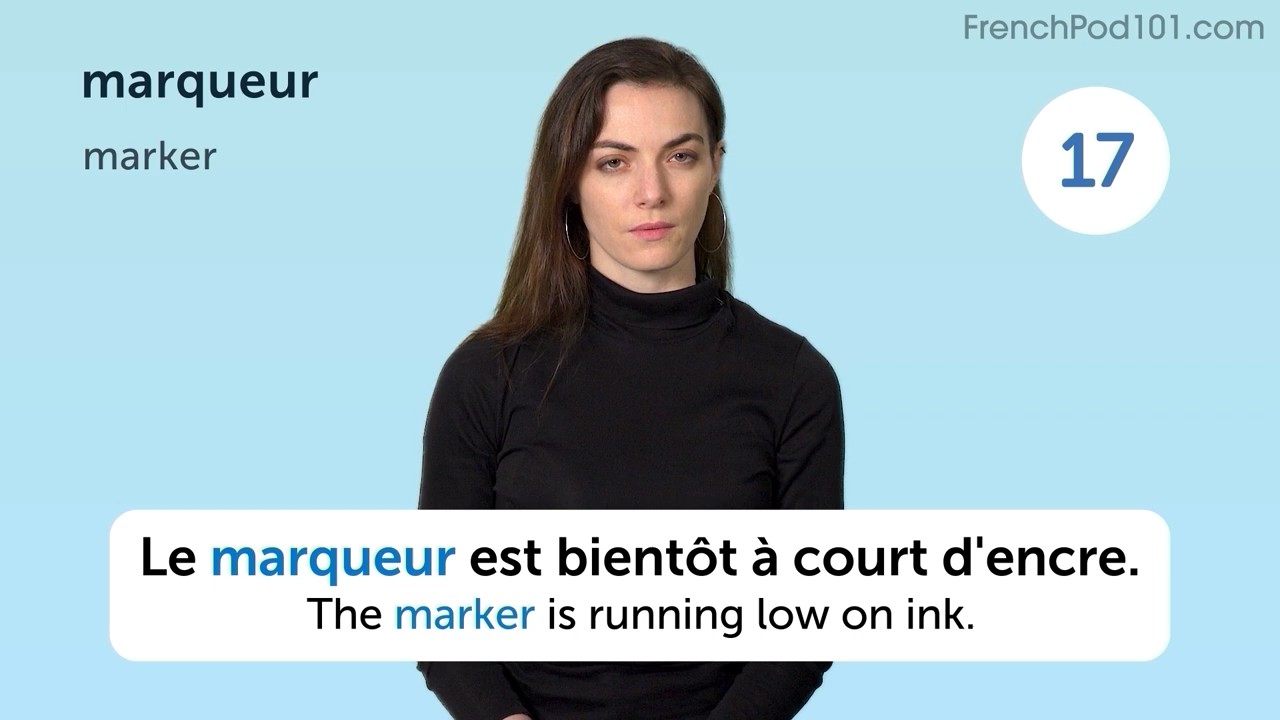 FrenchPod101.com
marqueur
marker
17
Le marqueur est bientôt à court d'encre.
The marker is running low on ink.